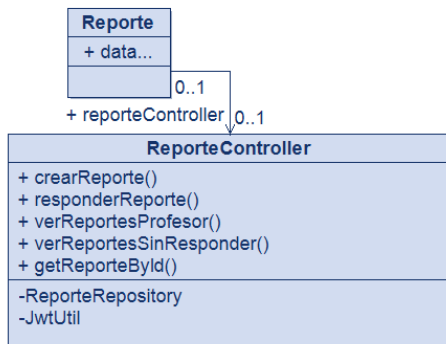 Reporte
+ data...
0..1
+ reporteController
0..1
ReporteController
+ crearReporte()
+ responderReporte()
+ verReportesProfesor()
+ verReportesSinResponder()
+ getReporteById()
-ReporteRepository
-JwtUtil